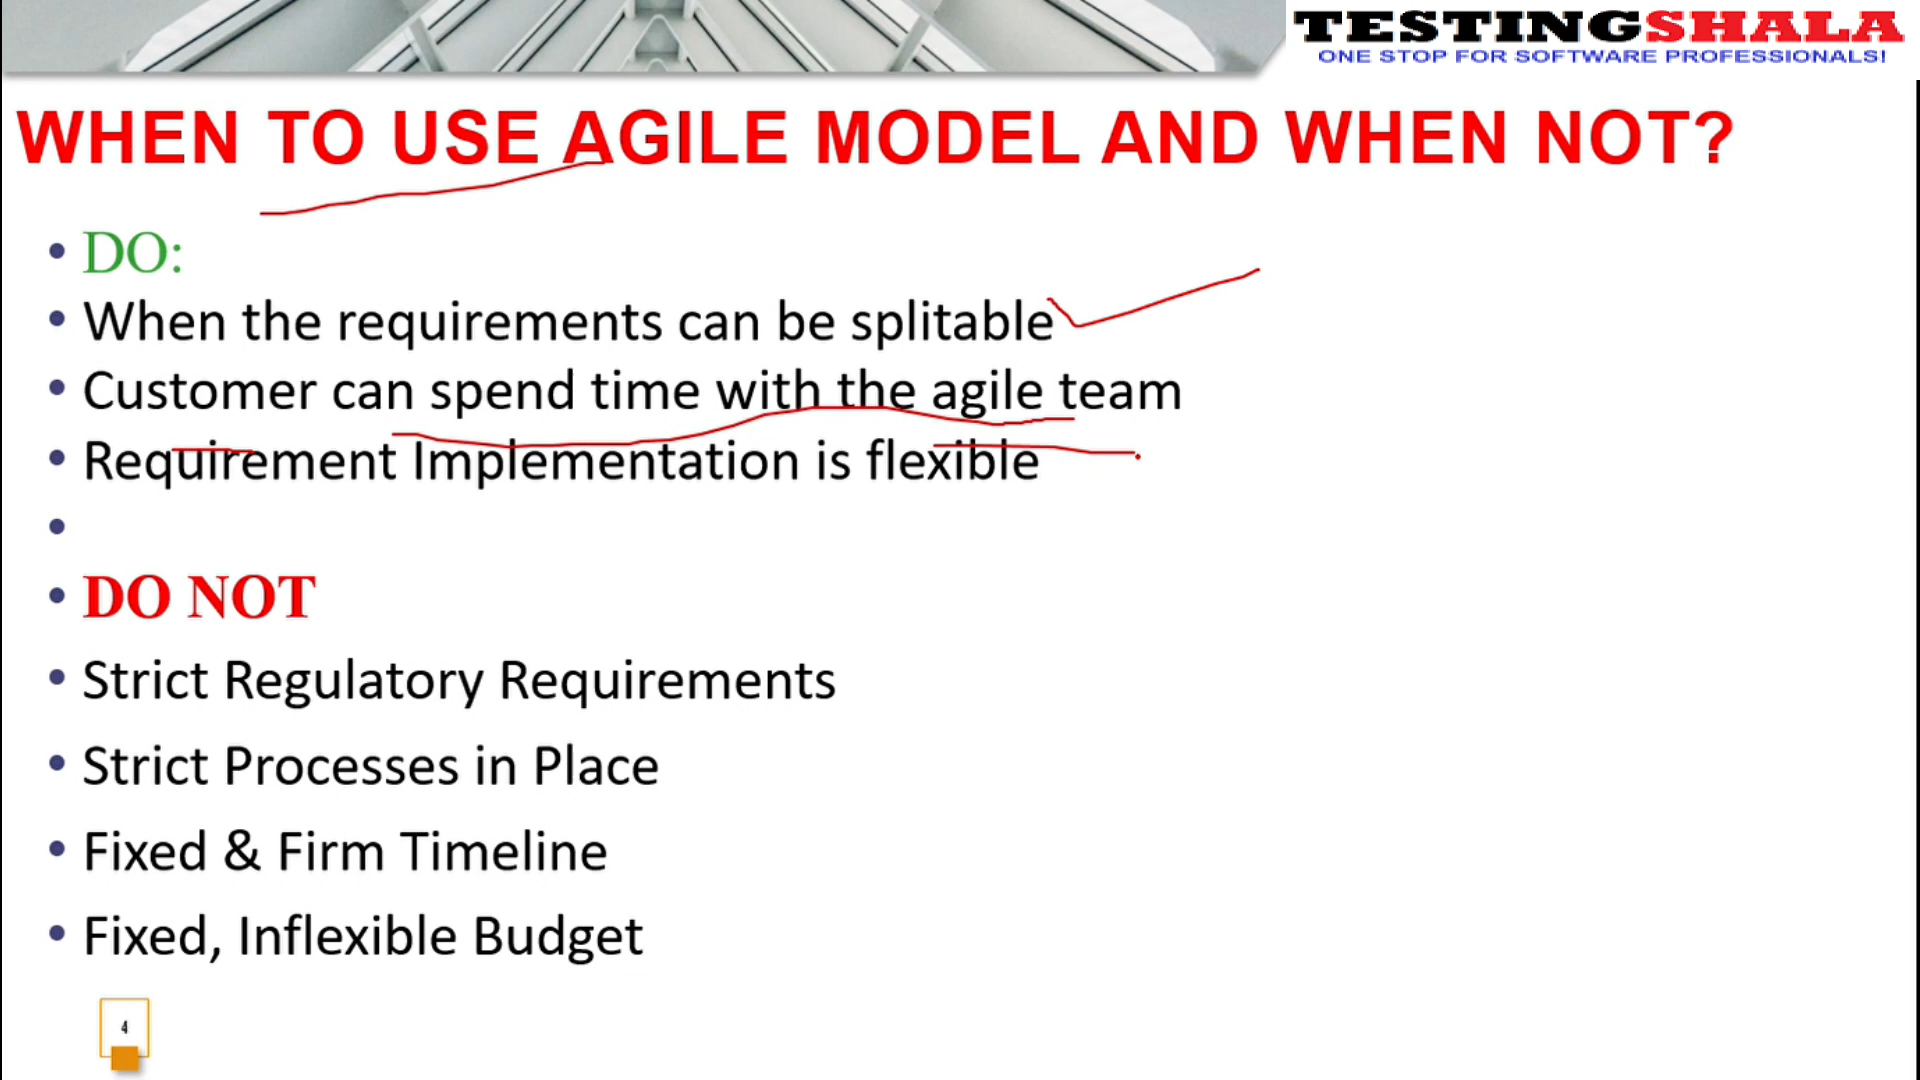 TESTINGSHALA
ONE STOP FOR SOFTWARE PROFESSIONALS!
WHEN TO USE AGILE MODEL AND WHEN NOT?
• DO:
• When the requirements can be splitable
• Customer can spend time with the agile team
• Requirement Implementation is flexible
•
• DO NOT
• Strict Regulatory Requirements
• Strict Processes in Place
• Fixed & Firm Timeline
• Fixed, Inflexible Budget
4